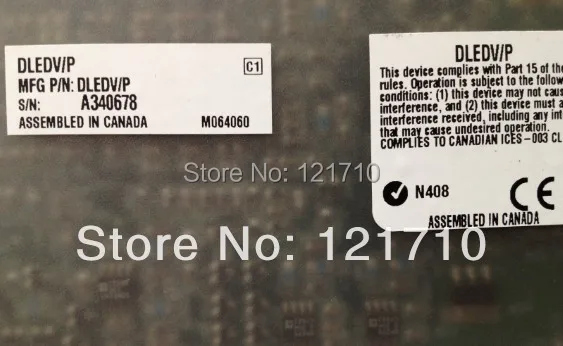 DLEDV/P
C1
MFG P/N: DLEDV/P
S/N: A340678
ASSEMBLED IN CANADA M064060
DLEDV/P
This device complies with Part 15 of the
rules. Operation is subject to the follow
conditions: (1) this device may not caus
interference, and (2) this device must a
interference received, including any int
that may cause undesired operation.
COMPLIES TO CANADIAN ICES-003 CL
N408
CE
ASSEMBLED IN CANADA
Store No: 121710
Store No: 121710